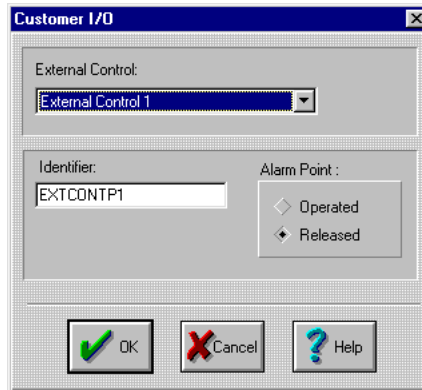 Customer I/O
External Control:
External Control 1
Identifier:
Alarm Point :
EXTCONTP1
Operated
Released
OK
Cancel
Help